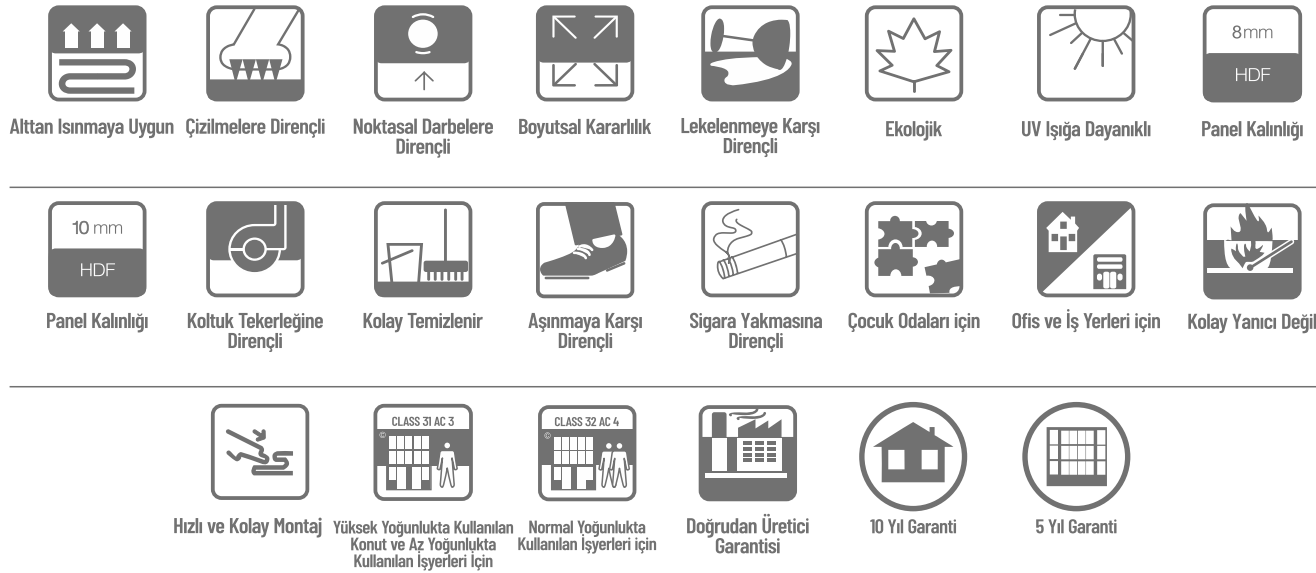 8mm
HDF
Alttan Isınmaya Uygun
Çizilmelere Dirençli
Noktasal Darbelere
Dirençli
Boyutsal Kararlılık
Lekelenmeye Karşı
Dirençli
Ekolojik
UV Işığa Dayanıklı
Panel Kalınlığı
10 mm
HDF
Panel Kalınlığı
Koltuk Tekerleğine
Dirençli
Kolay Temizlenir
Aşınmaya Karşı
Dirençli
Sigara Yakmasına
Dirençli
Çocuk Odaları için
Ofis ve İş Yerleri için
Kolay Yanıcı Değil
CLASS 31 AC 3
©
CLASS 32 AC 4
©
Hızlı ve Kolay Montaj
Yüksek Yoğunlukta Kullanılan
Konut ve Az Yoğunlukta
Kullanılan İşyerleri İçin
Normal Yoğunlukta
Kullanılan İşyerleri için
Doğrudan Üretici
Garantisi
10 Yıl Garanti
5 Yıl Garanti